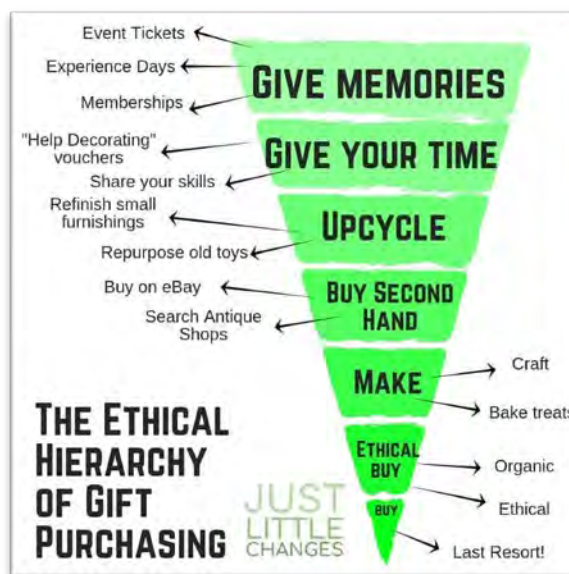 Event Tickets
Experience Days
Memberships
GIVE MEMORIES
"Help Decorating"
vouchers
Share your skills
GIVE YOUR TIME
Refinish small
furnishings
Repurpose old toys
UPCYCLE
Buy on eBay
Search Antique
Shops
BUY SECOND
HAND
MAKE
Craft
Bake treats
ETHICAL
BUY
Organic
Ethical
BUY
Last Resort!
THE ETHICAL
HIERARCHY
OF GIFT
PURCHASING
JUST
LITTLE
CHANGES